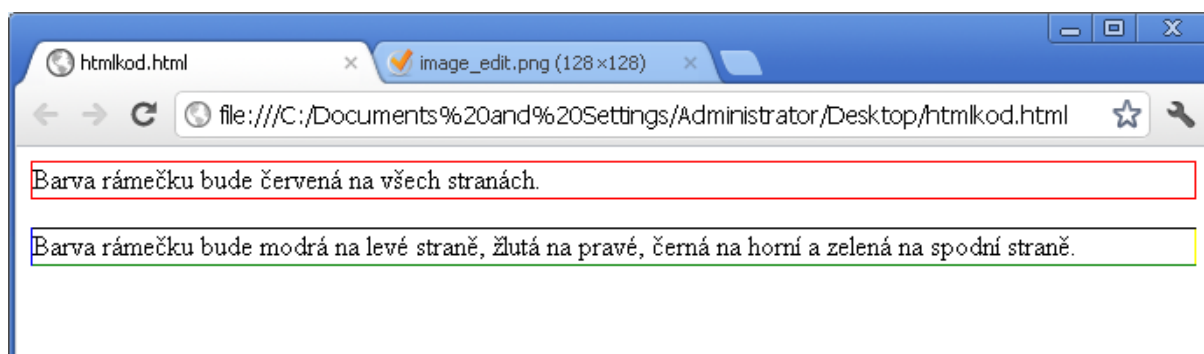 htmlkod.html
image_edit.png (128×128)
file:///C:/Documents%20and%20Settings/Administrator/Desktop/htmlkod.html
Barva rámečku bude červená na všech stranách.
Barva rámečku bude modrá na levé straně, žlutá na pravé, černá na horní a zelená na spodní straně.